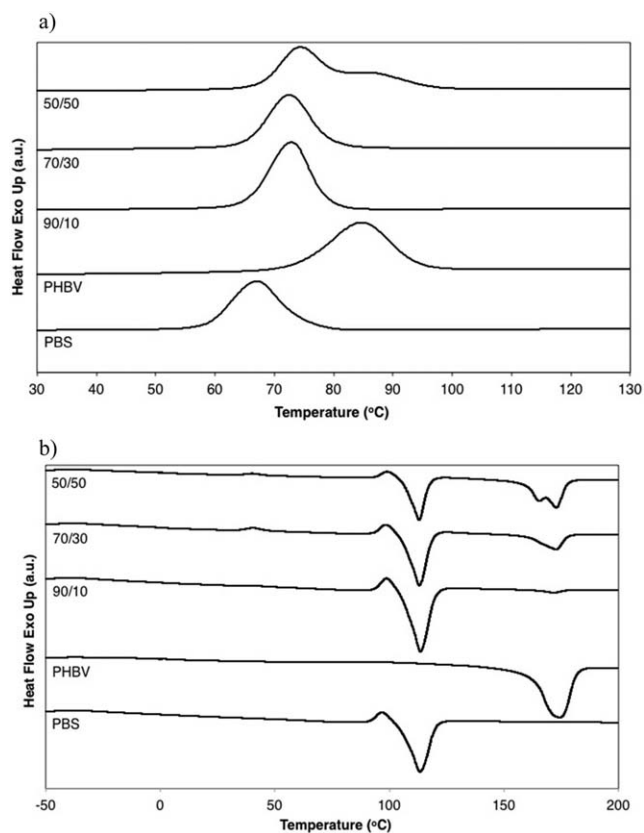 a)
Heat Flow Exo Up (a.u.)
50/50
70/30
90/10
PHBV
PBS
30 40 50 60 70 80 90 100 110 120 130
Temperature (ºC)
b)
Heat Flow Exo Up (a.u.)
50/50
70/30
90/10
PHBV
PBS
-50 0 50 100 150 200
Temperature (ºC)